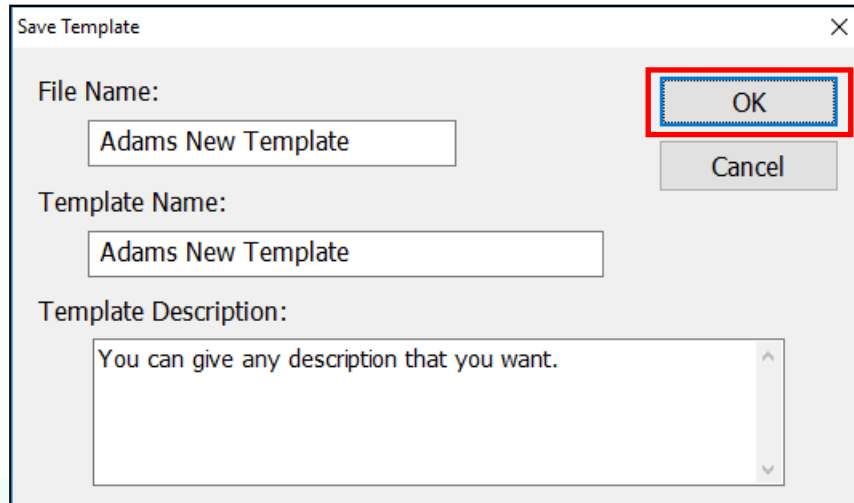 Save Template
File Name:
OK
Adams New Template
Cancel
Template Name:
Adams New Template
Template Description:
You can give any description that you want.